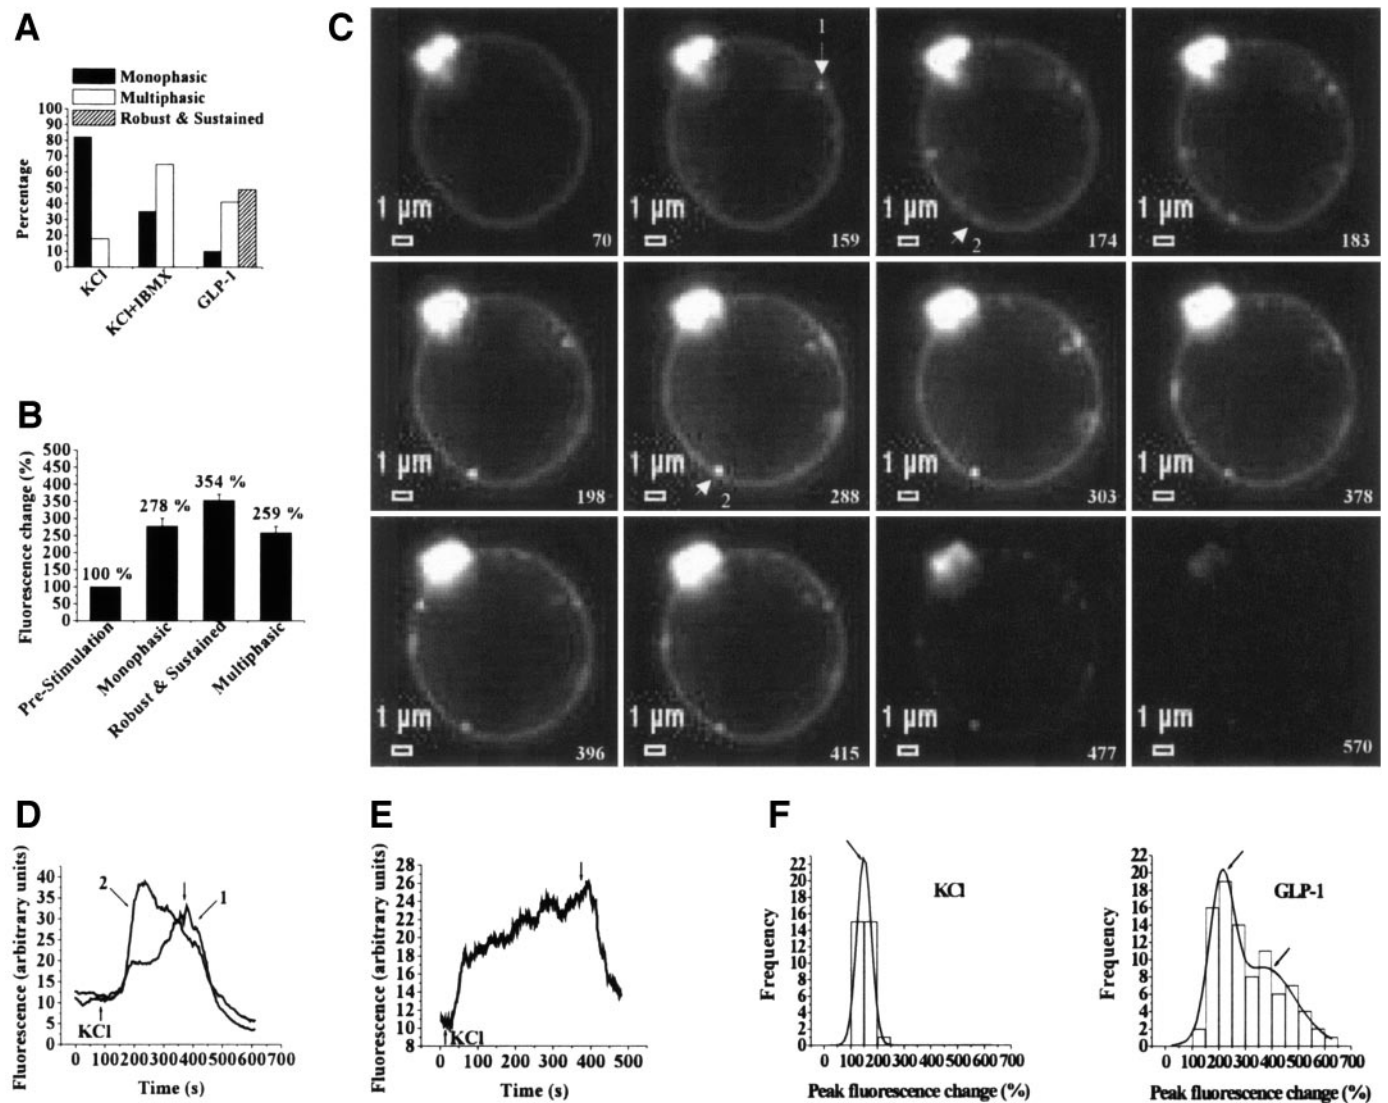 A
Monophasic
Multiphasic
Robust & Sustained
100
90
80
70
60
50
40
30
20
10
0
Percentage
KCl
KCl+IBMX
GLP-1
B
500
450
400
350
300
250
200
150
100
50
0
Fluorescence change (%)
100 %
278 %
354 %
259 %
Pre-Stimulation
Monophasic
Robust & Sustained
Multiphasic
C
1 µm
70
1
1 µm
159
1 µm
2
174
1 µm
183
1 µm
198
1 µm
2
288
1 µm
303
1 µm
378
1 µm
396
1 µm
415
1 µm
477
1 µm
570
D
Fluorescence (arbitrary units)
40
35
30
25
20
15
10
5
0
2
1
KCl
0 100 200 300 400 500 600 700
Time (s)
E
Fluorescence (arbitrary units)
28
26
24
22
20
18
16
14
12
10
8
KCl
0 100 200 300 400 500
Time (s)
F
Frequency
22
20
18
16
14
12
10
8
6
4
2
0
KCl
0 100 200 300 400 500 600 700
Peak fluorescence change (%)
Frequency
22
20
18
16
14
12
10
8
6
4
2
0
GLP-1
0 100 200 300 400 500 600 700
Peak fluorescence change (%)